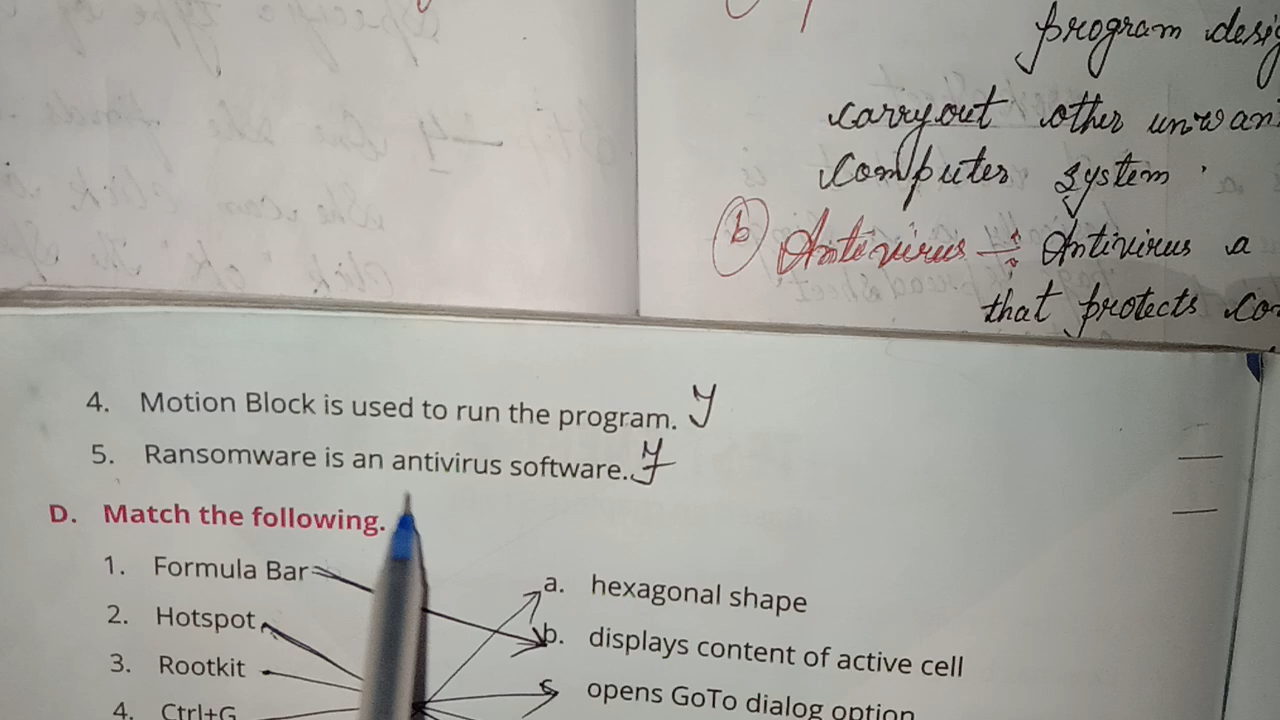 program
carryout other unwan
Computer system.
(b) Antivirus ÷ Antivirus a
that protects co
4. Motion Block is used to run the program.
5. Ransomware is an antivirus software.
D. Match the following.
1. Formula Bar
a. hexagonal shape
2. Hotspot
b. displays content of active cell
3. Rootkit
c opens GoTo dialog option
4. Ctrl+G